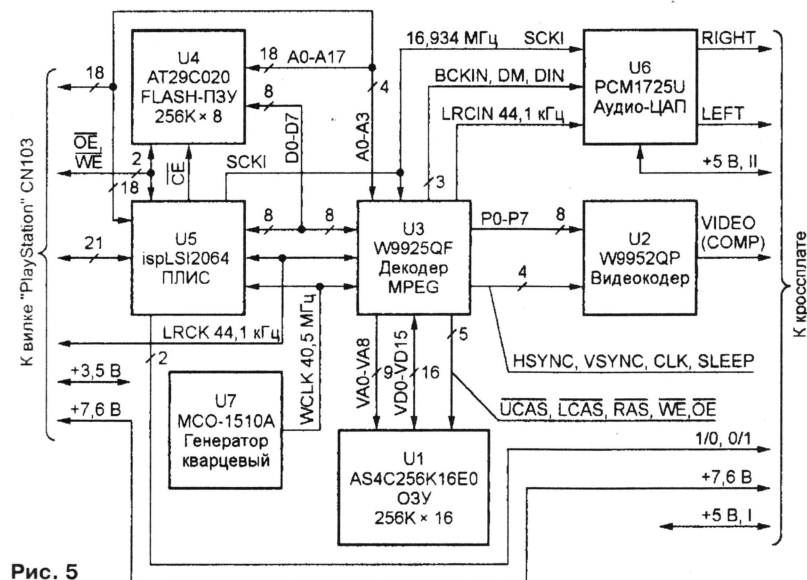 К вилке "PlayStation" CN103
18
OE,
WE
2
18
21
LRCK 44,1 кГц
+3,5 В
+7,6 В
2
U4
AT29C020
FLASH-ПЗУ
256K × 8
CE
18 A0-A17
8
D0-D7
4
A0-A3
SCKI
U5
ispLSI2064
ПЛИС
8
8
WCLK 40,5 МГц
U7
MCO-1510A
Генератор
кварцевый
16,934 МГц SCKI
BCKIN, DM, DIN
LRCIN 44,1 кГц
3
U3
W9925QF
Декодер
MPEG
P0-P7 8
4
5
VA0-VA8
9
VD0-VD15
16
U1
AS4C256K16E0
ОЗУ
256K × 16
U6
PCM1725U
Аудио-ЦАП
RIGHT
LEFT
+5 В, II
U2
W9952QP
Видеокодер
VIDEO
(COMP)
HSYNC, VSYNC, CLK, SLEEP
UCAS, LCAS, RAS, WE, OE
1/0, 0/1
+7,6 В
+5 В, I
К кроссплате
Рис. 5